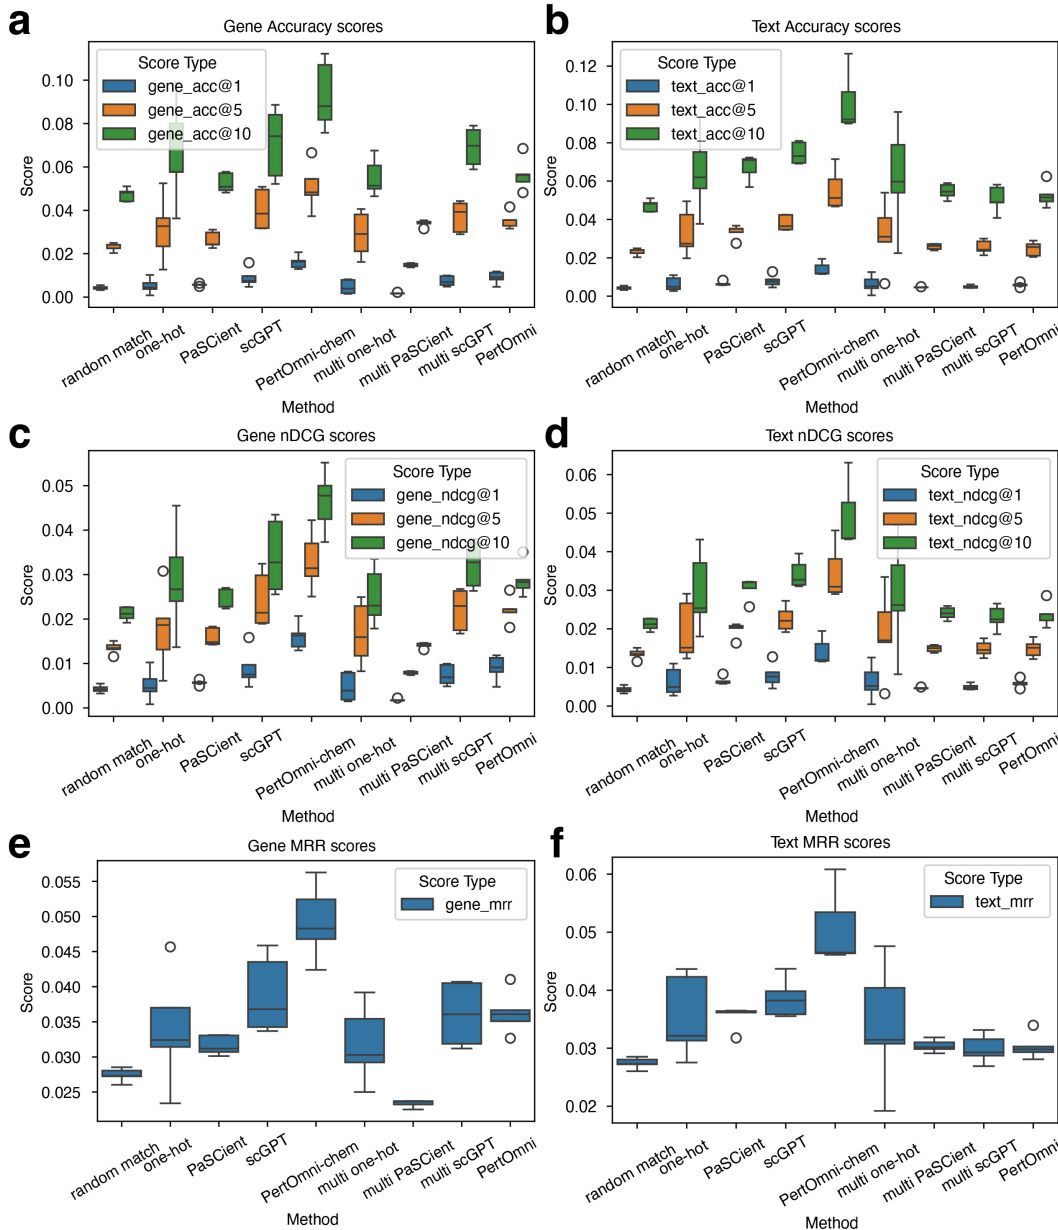 a
Gene Accuracy scores
Score Type
gene_acc@1
gene_acc@5
gene_acc@10
Score
0.10
0.08
0.06
0.04
0.02
0.00
random match
one-hot
PaSCient
scGPT
PertOmni-chem
multi one-hot
multi PaSCient
multi scGPT
PertOmni
Method
b
Text Accuracy scores
Score Type
text_acc@1
text_acc@5
text_acc@10
Score
0.12
0.10
0.08
0.06
0.04
0.02
0.00
random match
one-hot
PaSCient
scGPT
PertOmni-chem
multi one-hot
multi PaSCient
multi scGPT
PertOmni
Method
c
Gene nDCG scores
Score Type
gene_ndcg@1
gene_ndcg@5
gene_ndcg@10
Score
0.05
0.04
0.03
0.02
0.01
0.00
random match
one-hot
PaSCient
scGPT
PertOmni-chem
multi one-hot
multi PaSCient
multi scGPT
PertOmni
Method
d
Text nDCG scores
Score Type
text_ndcg@1
text_ndcg@5
text_ndcg@10
Score
0.06
0.05
0.04
0.03
0.02
0.01
0.00
random match
one-hot
PaSCient
scGPT
PertOmni-chem
multi one-hot
multi PaSCient
multi scGPT
PertOmni
Method
e
Gene MRR scores
Score Type
gene_mrr
Score
0.055
0.050
0.045
0.040
0.035
0.030
0.025
random match
one-hot
PaSCient
scGPT
PertOmni-chem
multi one-hot
multi PaSCient
multi scGPT
PertOmni
Method
f
Text MRR scores
Score Type
text_mrr
Score
0.06
0.05
0.04
0.03
0.02
random match
one-hot
PaSCient
scGPT
PertOmni-chem
multi one-hot
multi PaSCient
multi scGPT
PertOmni
Method